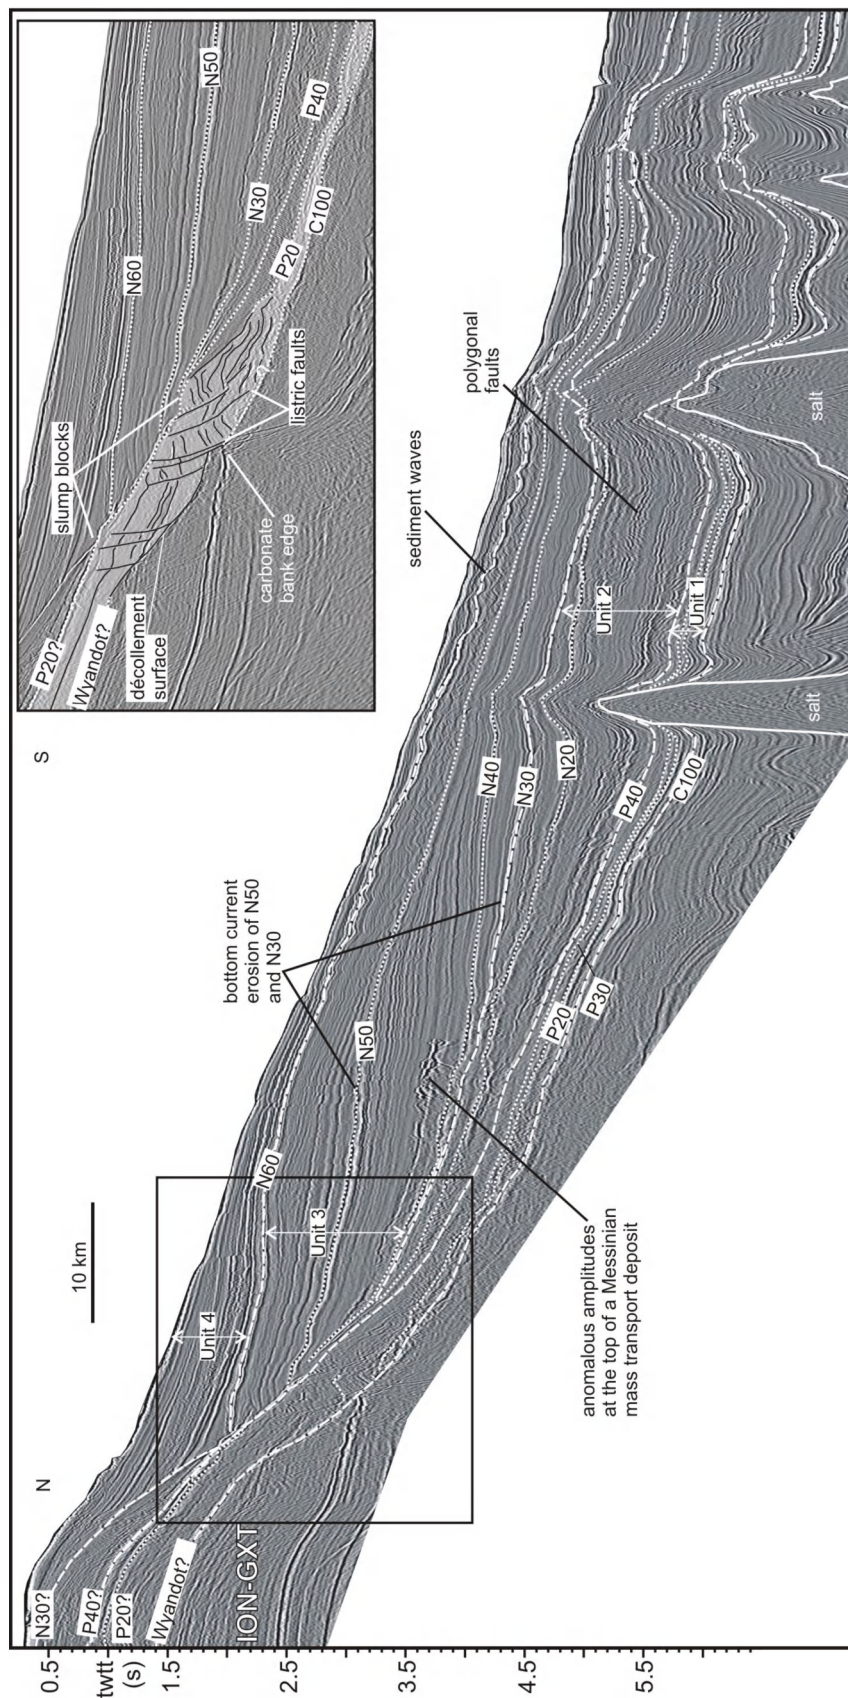 N
S
10 km
0.5
twtt
(s)
1.5
2.5
3.5
4.5
5.5
N30?
P40?
P20?
Wyandot?
ION-GXT
Unit 4
N60
Unit 3
N50
bottom current
erosion of N50
and N30
anomalous amplitudes
at the top of a Messinian
mass transport deposit
P20
P30
N40
N30
N20
P40
C100
salt
Unit 2
Unit 1
sediment waves
polygonal
faults
salt
P20?
Wyandot?
décollement
surface
slump blocks
carbonate
bank edge
listric faults
N60
N50
N30
P40
P20
C100